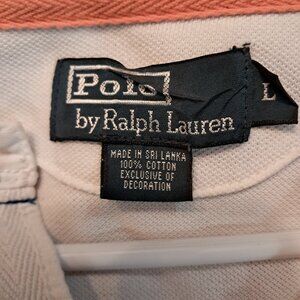 Polo
by Ralph Lauren
L
MADE IN SRI LANKA
100% COTTON
EXCLUSIVE OF
DECORATION